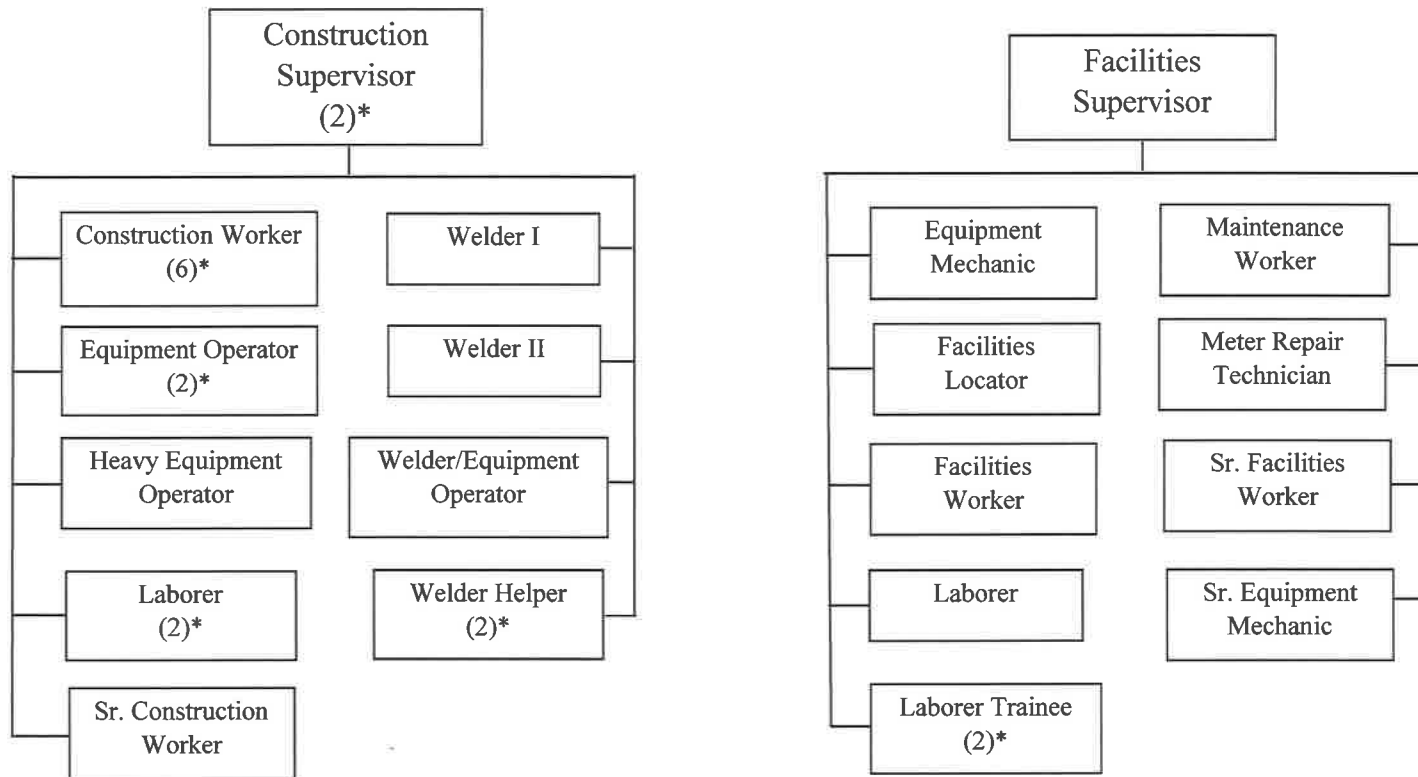 Construction
Supervisor
(2)*
Construction Worker
(6)*
Equipment Operator
(2)*
Heavy Equipment
Operator
Laborer
(2)*
Sr. Construction
Worker
Welder I
Welder II
Welder/Equipment
Operator
Welder Helper
(2)*
Facilities
Supervisor
Equipment
Mechanic
Facilities
Locator
Facilities
Worker
Laborer
Laborer Trainee
(2)*
Maintenance
Worker
Meter Repair
Technician
Sr. Facilities
Worker
Sr. Equipment
Mechanic